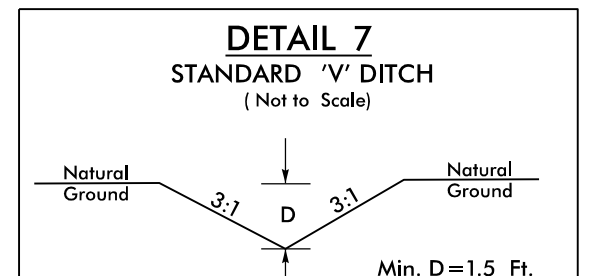 DETAIL 7
STANDARD 'V' DITCH
( Not to Scale)
Natural
Ground
3:1
D
3:1
Natural
Ground
Min. D=1.5 Ft.